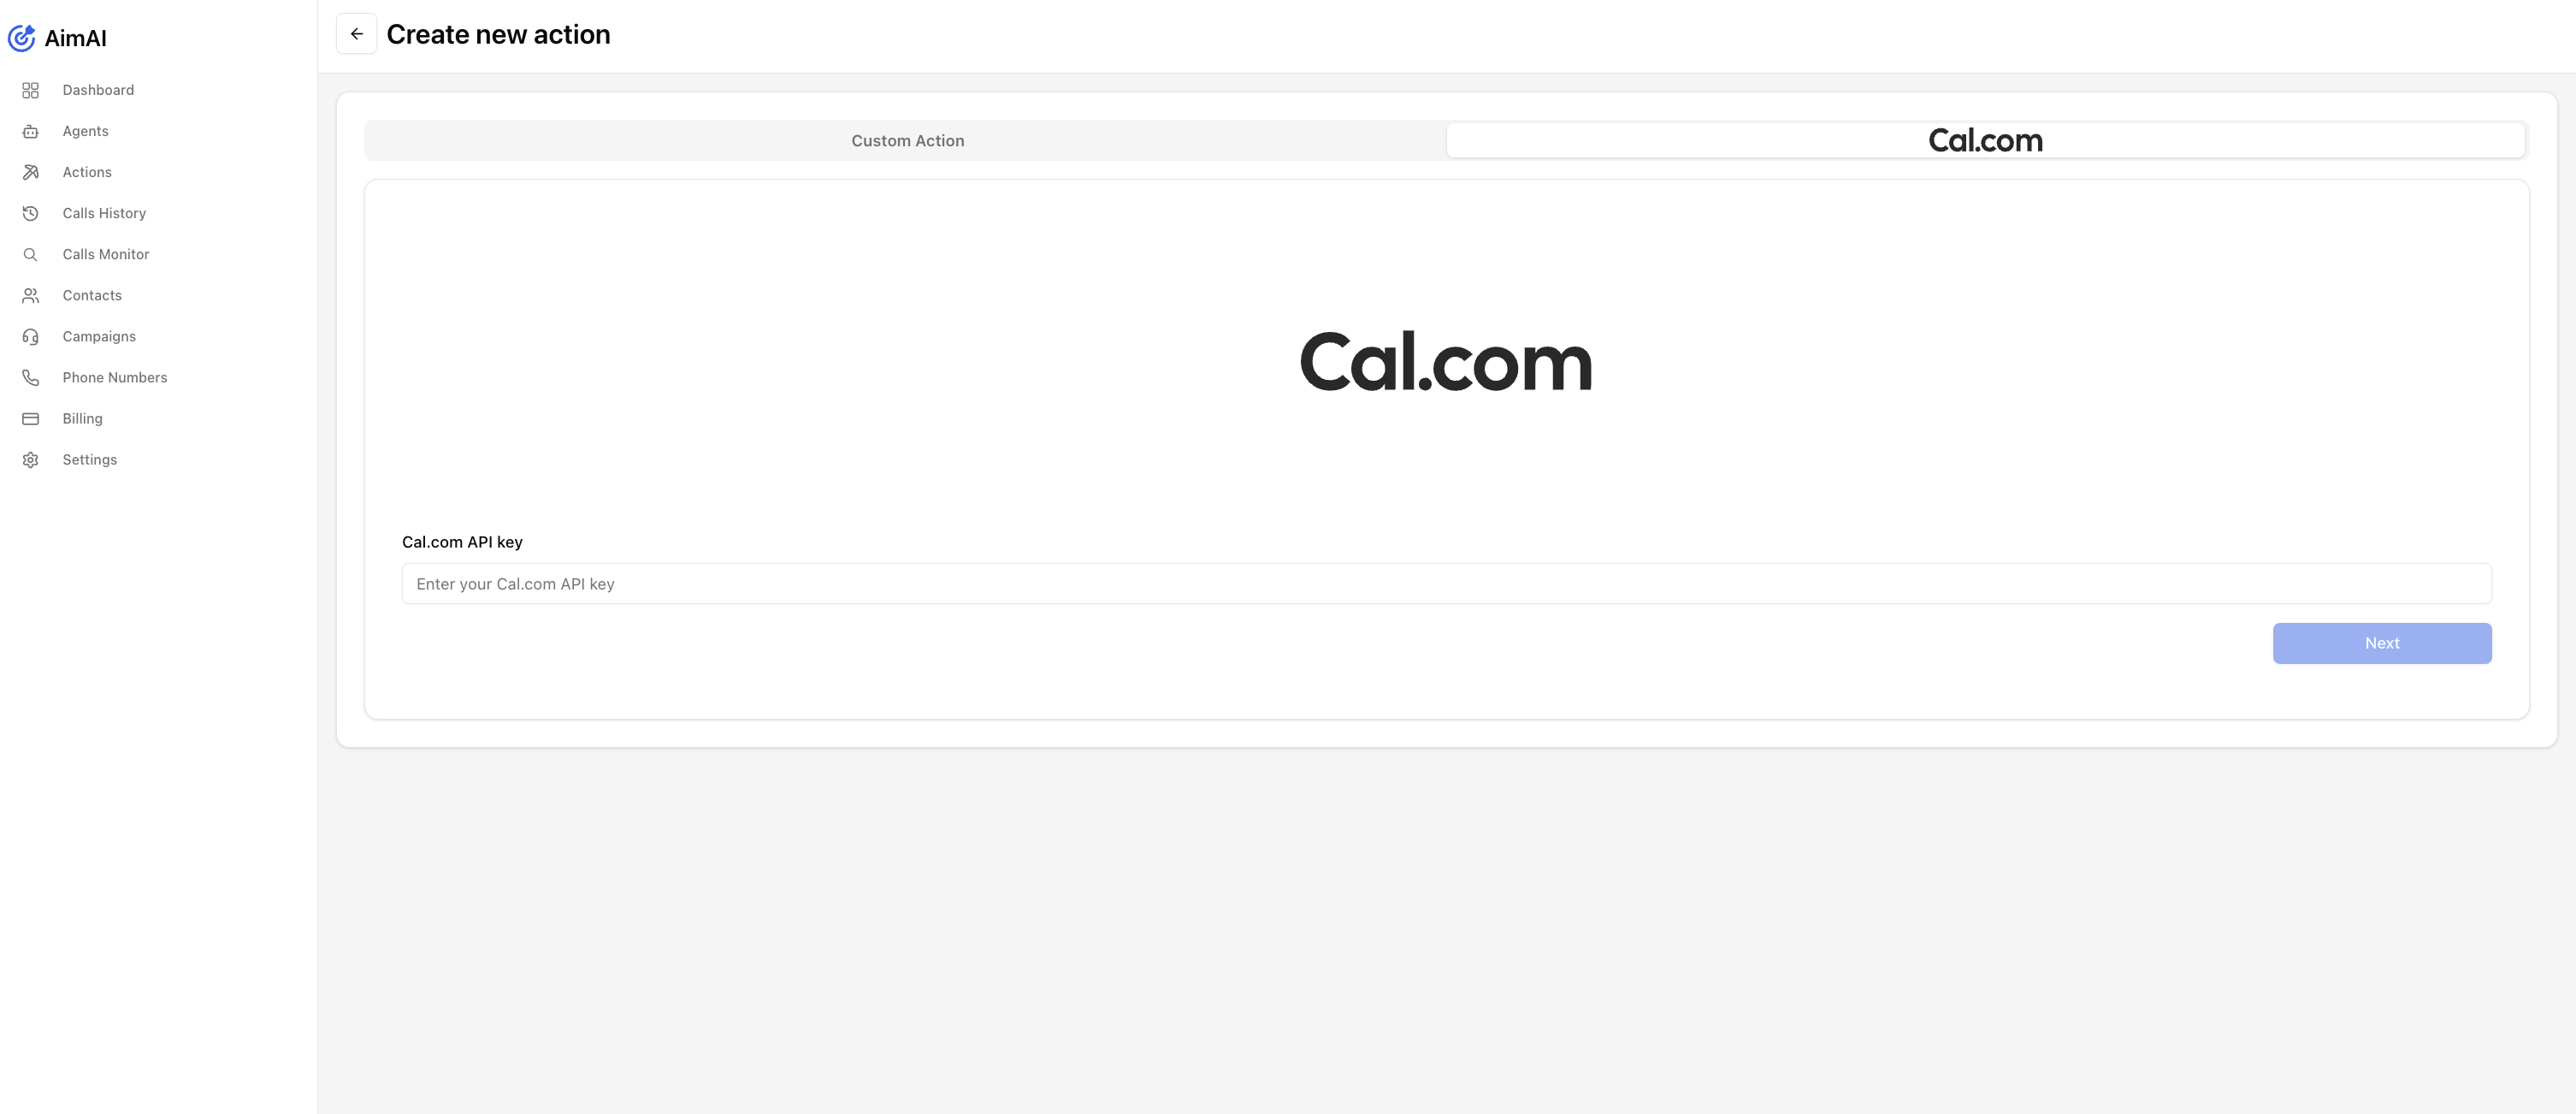 AimAI
Dashboard
Agents
Actions
Calls History
Calls Monitor
Contacts
Campaigns
Phone Numbers
Billing
Settings
Create new action
Custom Action
Cal.com
Cal.com
Cal.com API key
Enter your Cal.com API key
Next